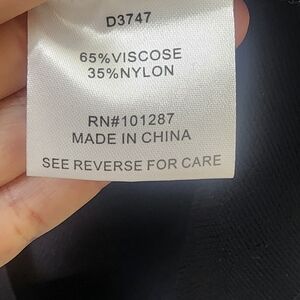 D3747
65%VISCOSE
35%NYLON
RN#101287
MADE IN CHINA
SEE REVERSE FOR CARE